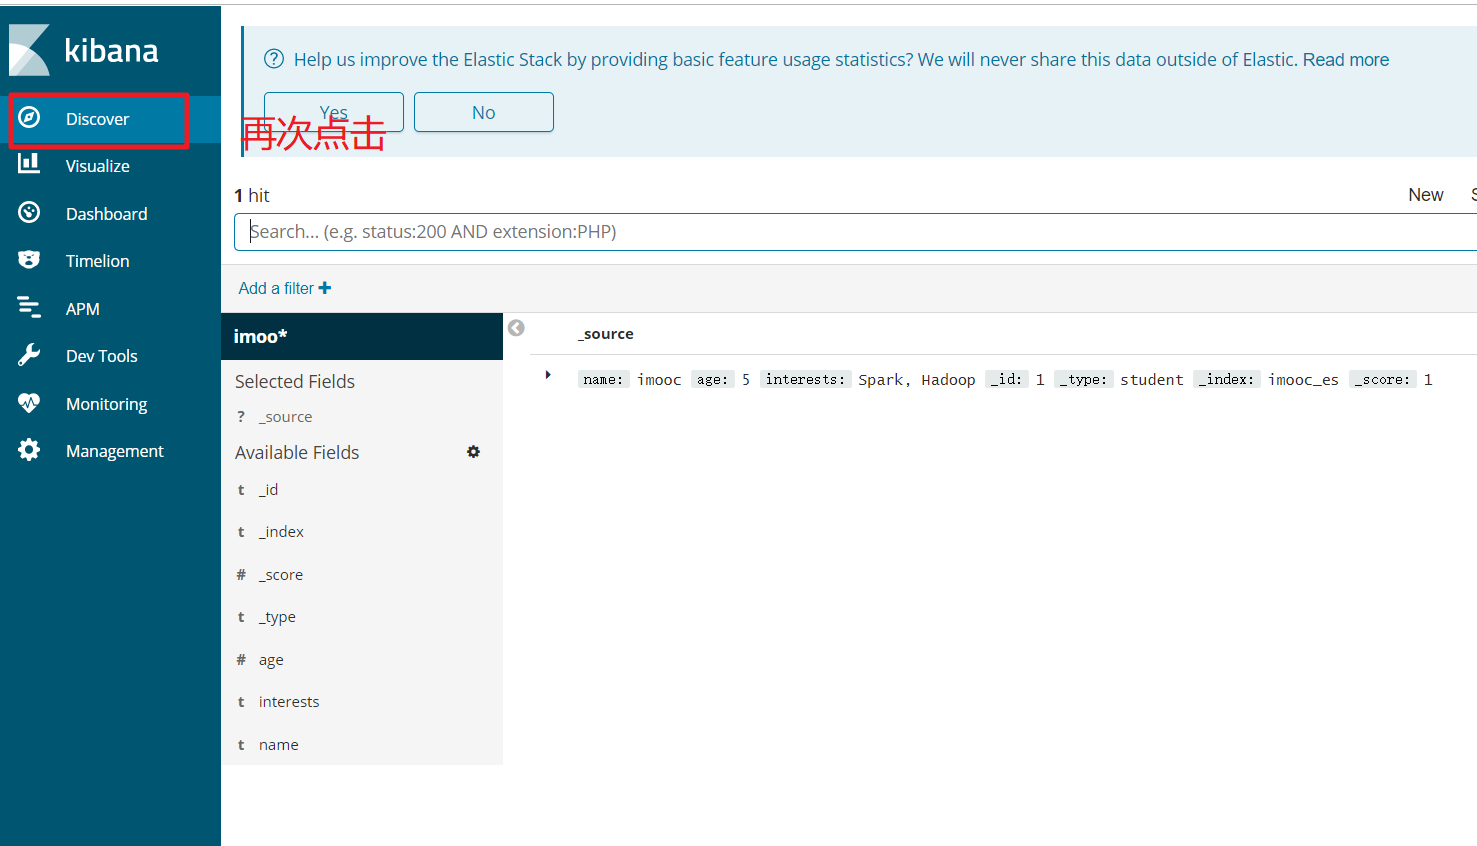 kibana
Discover
Visualize
Dashboard
Timelion
APM
Dev Tools
Monitoring
Management
Help us improve the Elastic Stack by providing basic feature usage statistics? We will never share this data outside of Elastic. Read more
Yes No
再次点击
1 hit New
Search... (e.g. status:200 AND extension:PHP)
Add a filter +
imoo*
Selected Fields
? _source
Available Fields
t _id
t _index
# _score
t _type
# age
t interests
t name
_source
name: imooc age: 5 interests: Spark, Hadoop _id: 1 _type: student _index: imooc_es _score: 1